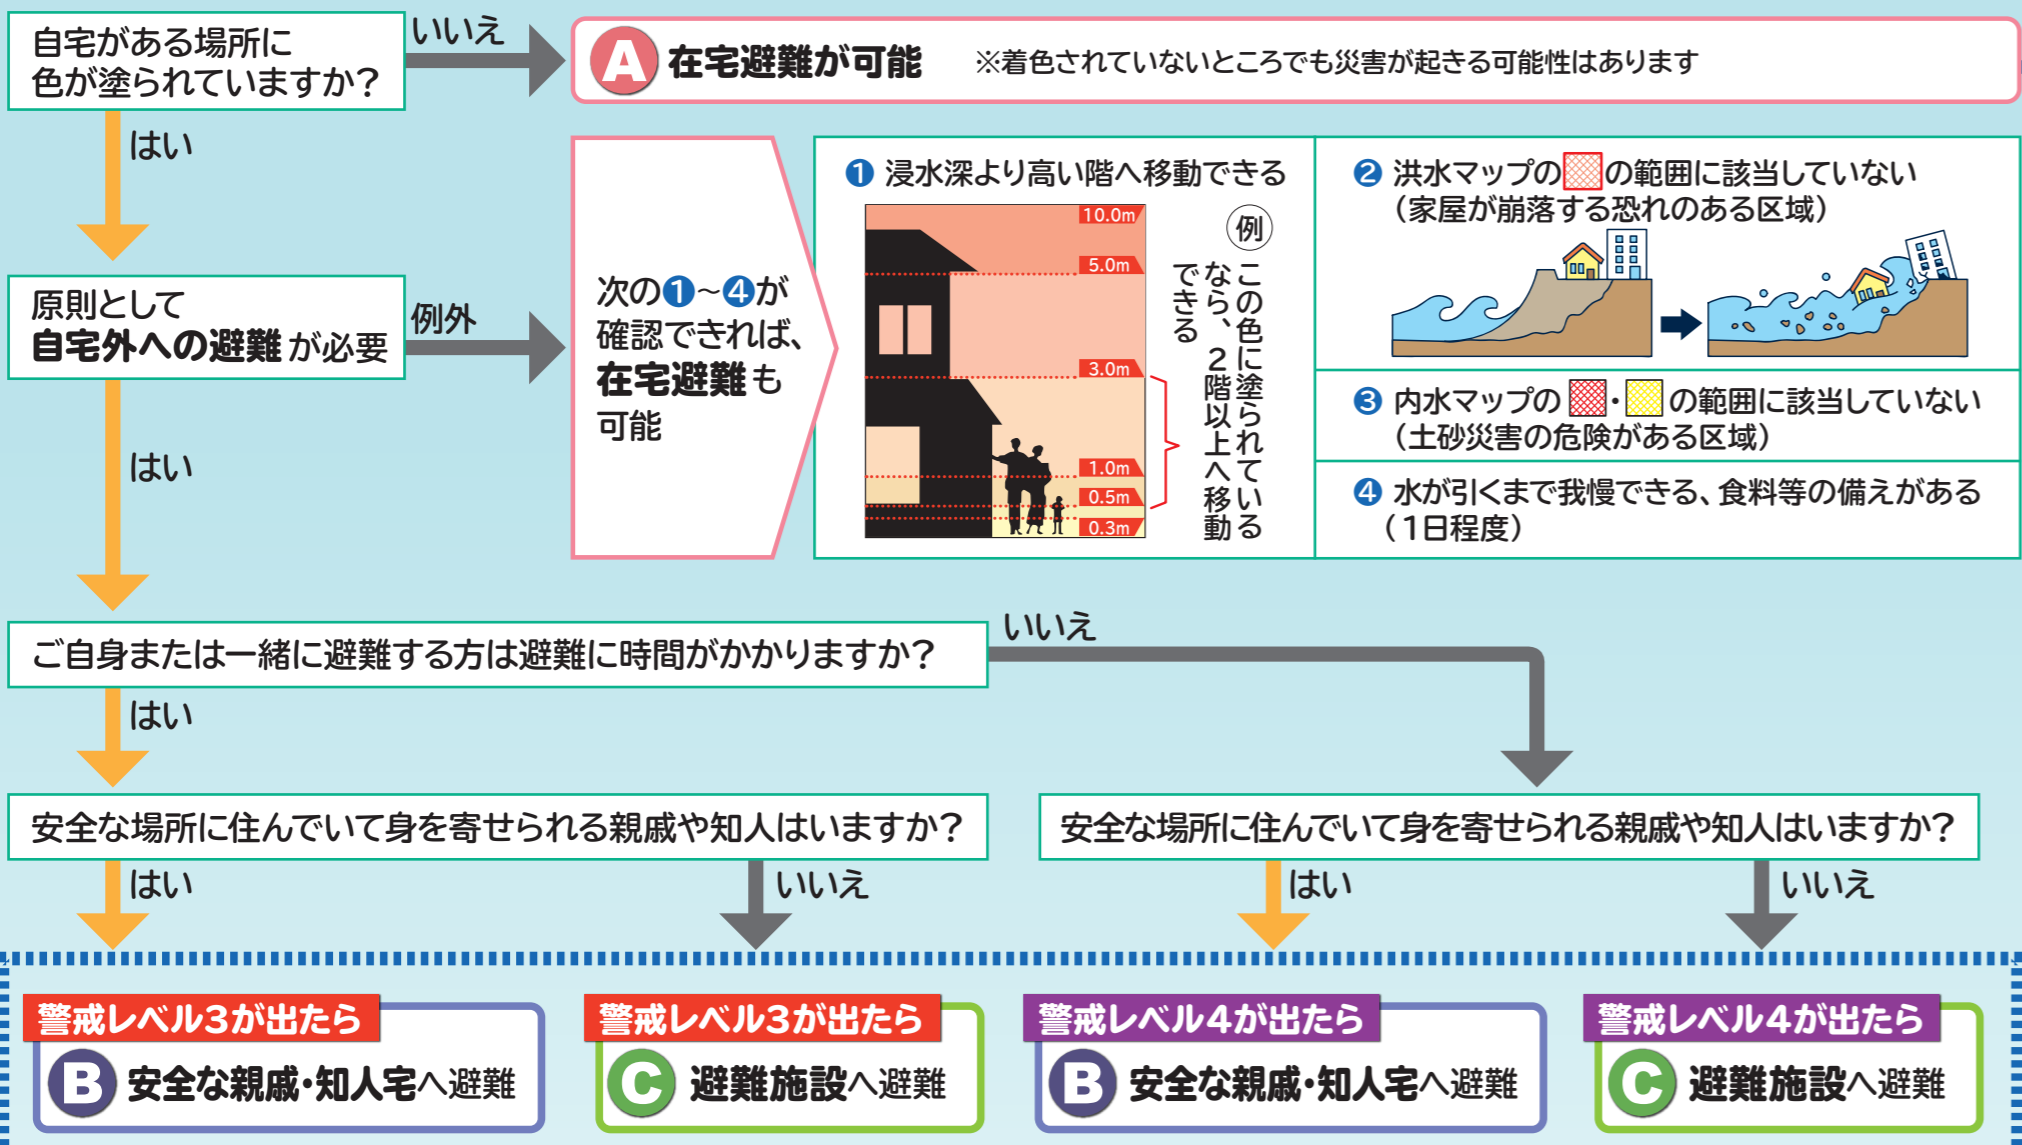 自宅がある場所に
色が塗られていますか?
いいえ
A 在宅避難が可能 ※着色されていないところでも災害が起きる可能性はあります
はい
原則として
自宅外への避難が必要
例外
次の❶~❹が
確認できれば、
在宅避難も
可能
❶ 浸水深より高い階へ移動できる
10.0m
5.0m
3.0m
1.0m
0.5m
0.3m
例
この色に塗られている
なら、2階以上へ移動
できる
❷ 洪水マップの の範囲に該当していない
(家屋が崩落する恐れのある区域)
❸ 内水マップの ・ の範囲に該当していない
(土砂災害の危険がある区域)
❹ 水が引くまで我慢できる、食料等の備えがある
(1日程度)
はい
ご自身または一緒に避難する方は避難に時間がかかりますか?
いいえ
はい
安全な場所に住んでいて身を寄せられる親戚や知人はいますか?
安全な場所に住んでいて身を寄せられる親戚や知人はいますか?
はい
いいえ
はい
いいえ
警戒レベル3が出たら
B 安全な親戚・知人宅へ避難
警戒レベル3が出たら
C 避難施設へ避難
警戒レベル4が出たら
B 安全な親戚・知人宅へ避難
警戒レベル4が出たら
C 避難施設へ避難